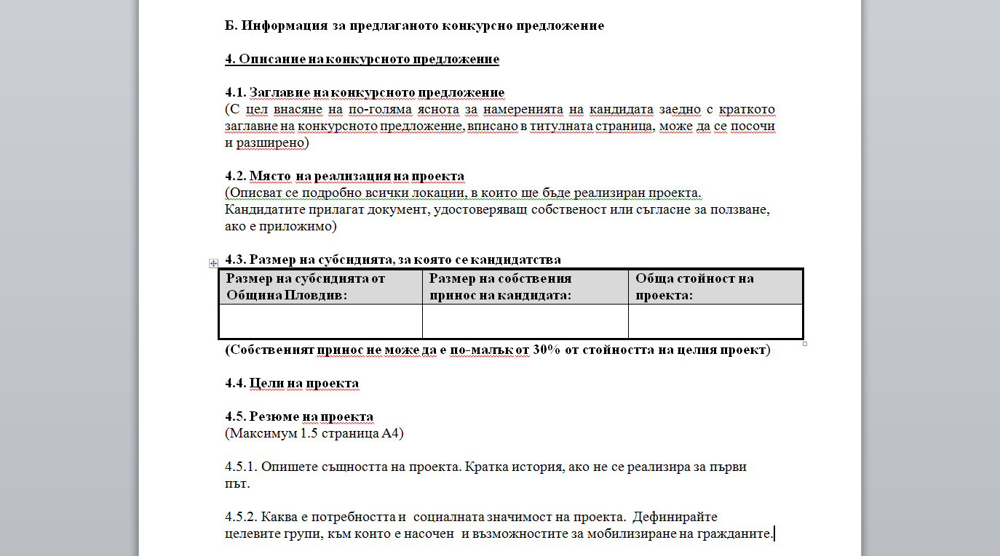 Б. Информация за предлаганото конкурсно предложение
4. Описание на конкурсното предложение
4.1. Заглавие на конкурсното предложение
(С цел внасяне на по-голяма яснота за намеренията на кандидата заедно с краткото
заглавие на конкурсното предложение, вписано в титулната страница, може да се посочи
и разширено)
4.2. Място на реализация на проекта
(Описват се подробно всички локации, в които ще бъде реализиран проекта.
Кандидатите прилагат документ, удостоверяващ собственост или съгласие за ползване,
ако е приложимо)
4.3. Размер на субсидията, за която се кандидатства
Размер на субсидията от
Община Пловдив:
Размер на собствения
принос на кандидата:
Обща стойност на
проекта:
(Собственият принос не може да е по-малък от 30% от стойността на целия проект)
4.4. Цели на проекта
4.5. Резюме на проекта
(Максимум 1.5 страница А4)
4.5.1. Опишете същността на проекта. Кратка история, ако не се реализира за първи
път.
4.5.2. Каква е потребността и социалната значимост на проекта. Дефинирайте
целевите групи, към които е насочен и възможностите за мобилизиране на гражданите.